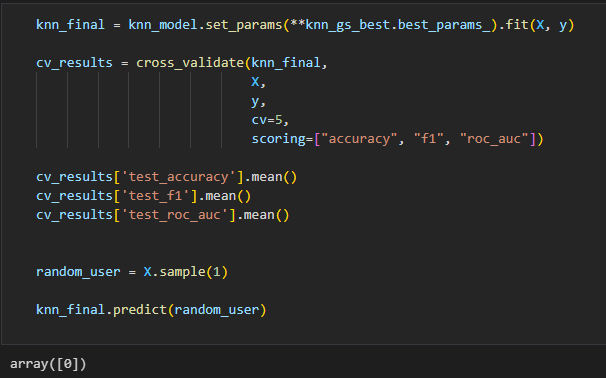 knn_final = knn_model.set_params(**knn_gs_best.best_params_).fit(X, y)
cv_results = cross_validate(knn_final,
                            X,
                            y,
                            cv=5,
                            scoring=["accuracy", "f1", "roc_auc"])
cv_results['test_accuracy'].mean()
cv_results['test_f1'].mean()
cv_results['test_roc_auc'].mean()
random_user = X.sample(1)
knn_final.predict(random_user)
array([0])